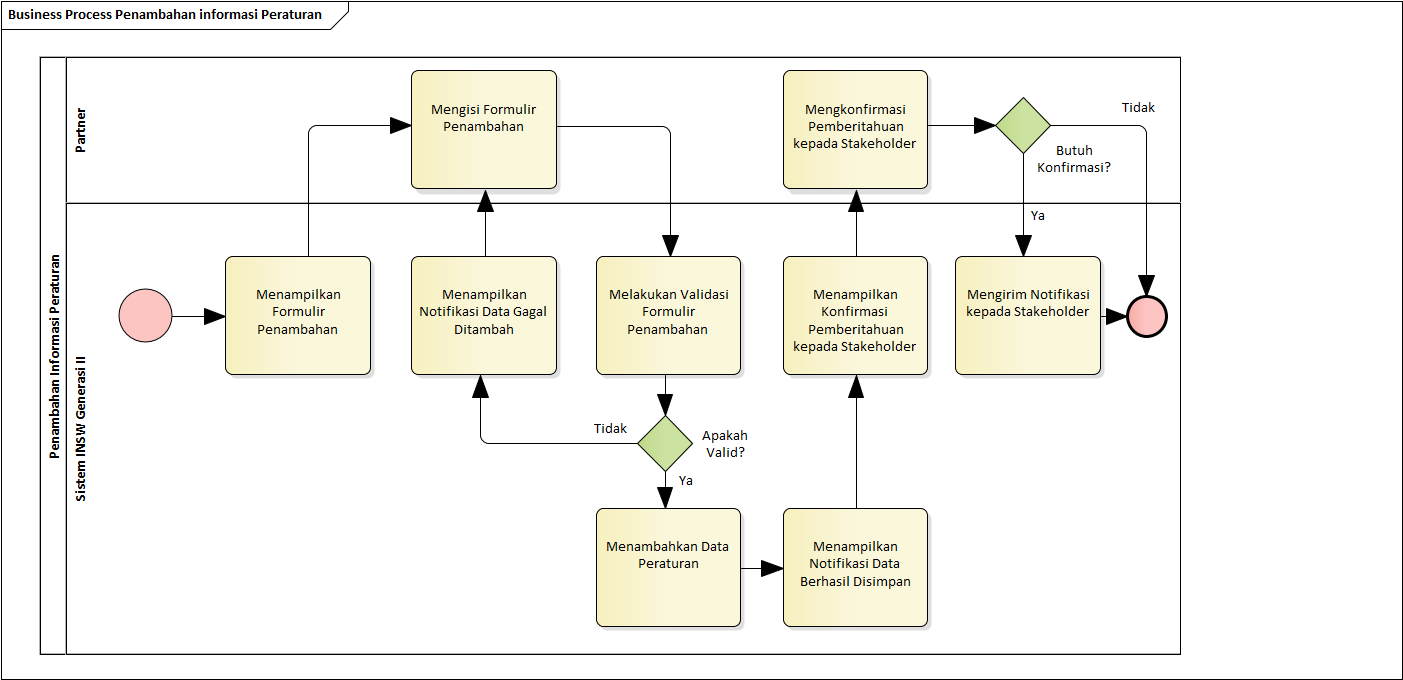 Business Process Penambahan informasi Peraturan
Penambahan Informasi Peraturan
Partner
Mengisi Formulir
Penambahan
Mengkonfirmasi
Pemberitahuan
kepada Stakeholder
Tidak
Butuh
Konfirmasi?
Ya
Sistem INSW Generasi II
Menampilkan
Formulir
Penambahan
Menampilkan
Notifikasi Data Gagal
Ditambah
Melakukan Validasi
Formulir
Penambahan
Menampilkan
Konfirmasi
Pemberitahuan
kepada Stakeholder
Mengirim Notifikasi
kepada Stakeholder
Tidak
Apakah
Valid?
Ya
Menambahkan Data
Peraturan
Menampilkan
Notifikasi Data
Berhasil Disimpan